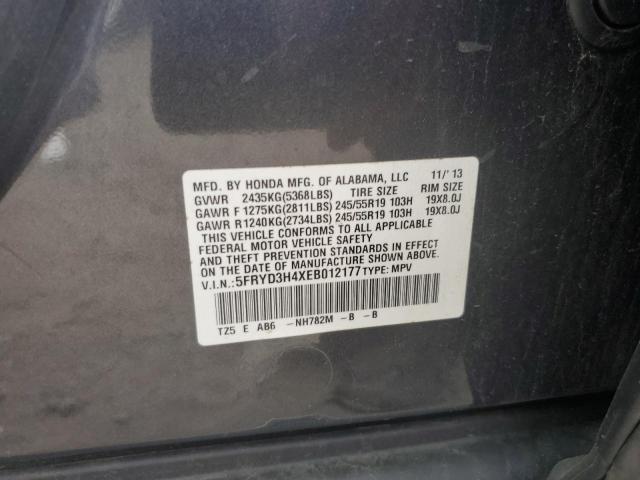 MFD. BY HONDA MFG. OF ALABAMA, LLC 11/'13
GVWR 2435KG(5368LBS) TIRE SIZE RIM SIZE
GAWR F 1275KG(2811LBS) 245/55R19 103H 19X8.0J
GAWR R1240KG(2734LBS) 245/55R19 103H 19X8.0J
THIS VEHICLE CONFORMS TO ALL APPLICABLE
FEDERAL MOTOR VEHICLE SAFETY
AND THEFT PREVENTION STANDARDS IN EFFECT
ON THE DATE OF MANUFACTURE SHOWN ABOVE.
V.I.N.:5FRYD3H4XEB012177 TYPE: MPV
TZ5 E AB6 -NH782M -B -B